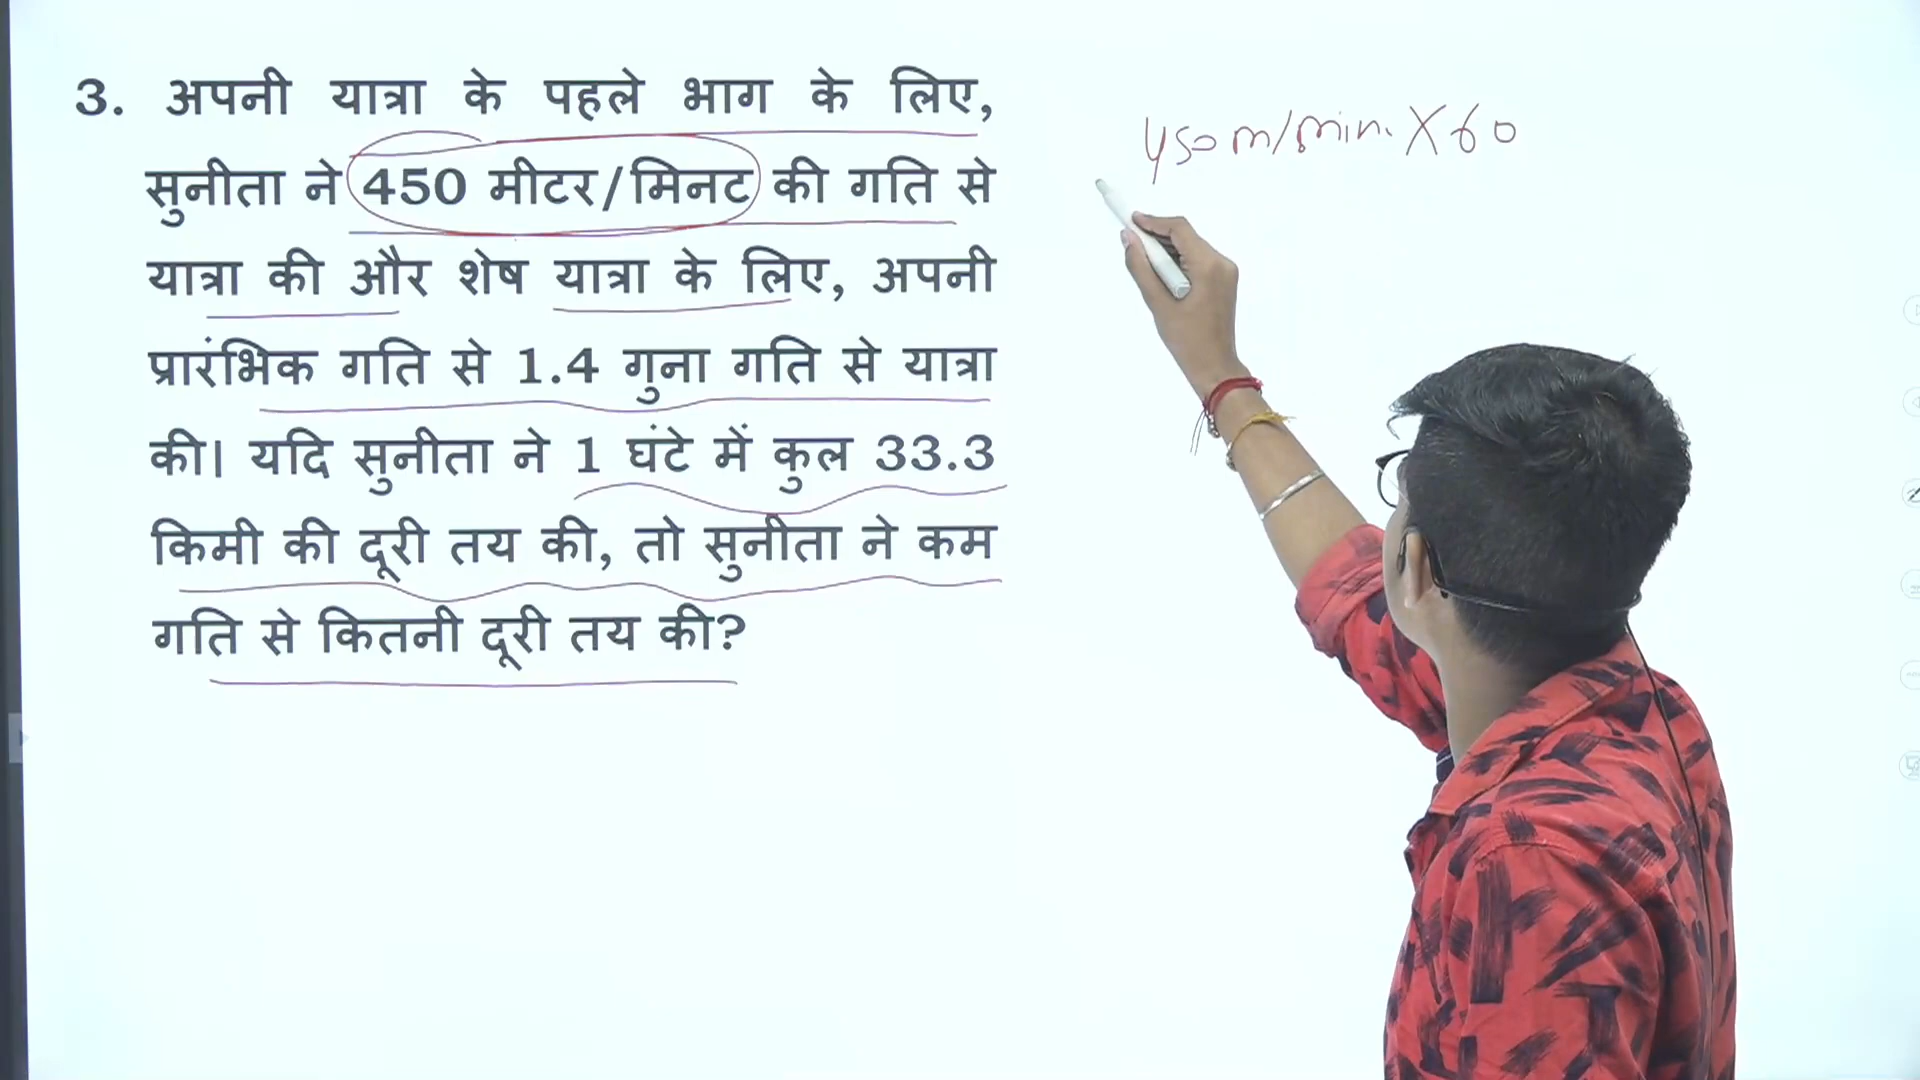 3. अपनी यात्रा के पहले भाग के लिए,
सुनीता ने 450 मीटर/मिनट की गति से
यात्रा की और शेष यात्रा के लिए, अपनी
प्रारंभिक गति से 1.4 गुना गति से यात्रा
की। यदि सुनीता ने 1 घंटे में कुल 33.3
किमी की दूरी तय की, तो सुनीता ने कम
गति से कितनी दूरी तय की?
450 m/min. X 60